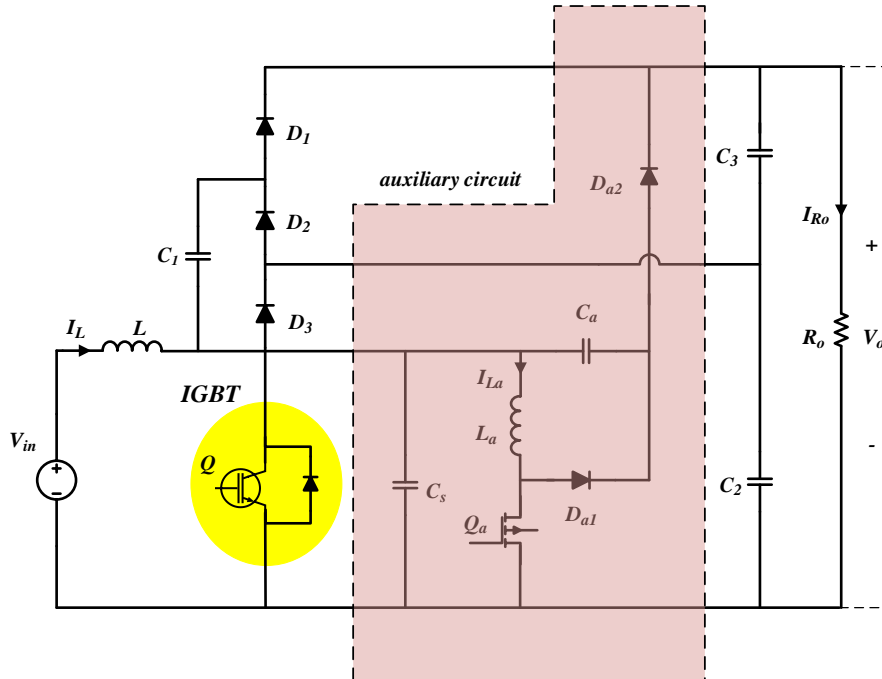 D1
auxiliary circuit
Da2
C3
D2
IRo
C1
+
Ca
D3
IL
L
Ro
Vo
ILa
IGBT
La
Vin
-
Q
Cs
C2
Qa
Da1